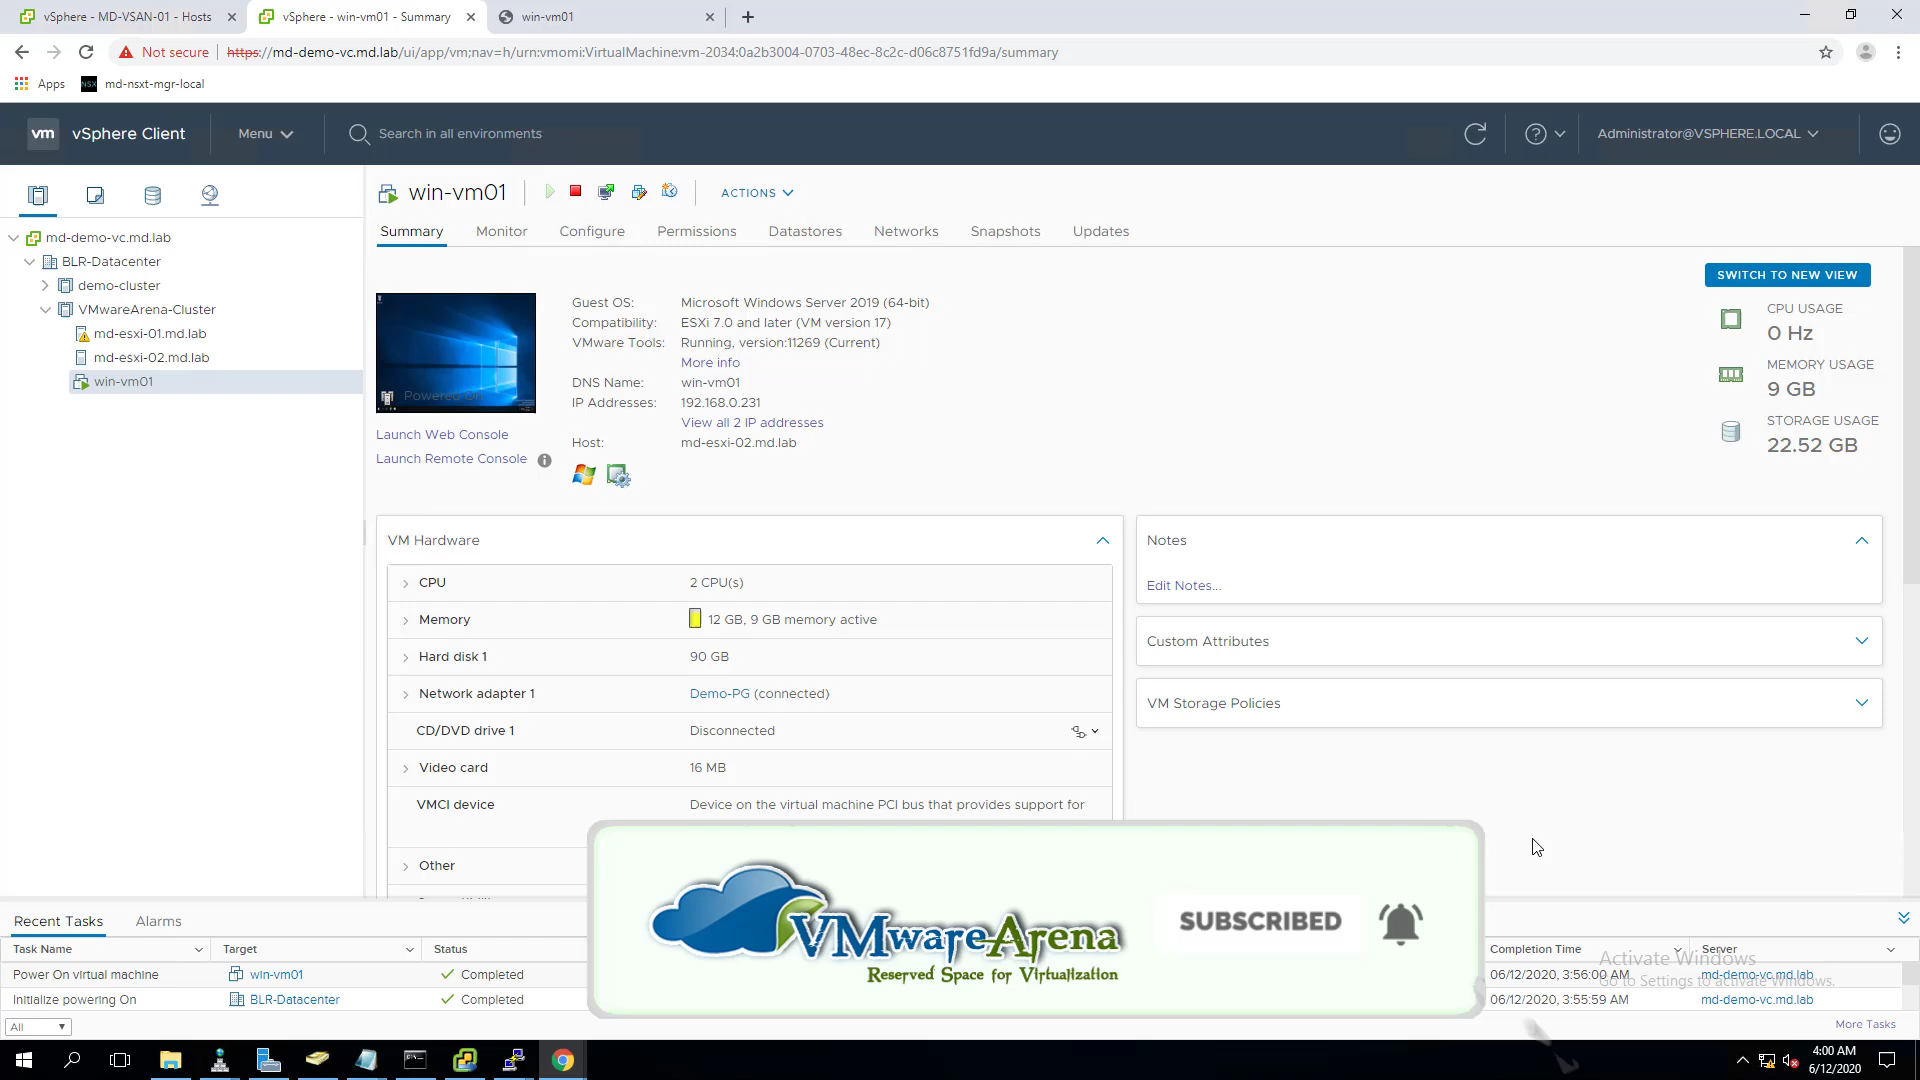 vSphere - MD-VSAN-01 - Hosts
vSphere - win-vm01 - Summary
win-vm01
Not secure
https://md-demo-vc.md.lab/ui/app/vm;nav=h/urn:vmomi:VirtualMachine:vm-2034:0a2b3004-0703-48ec-8c2c-d06c8751fd9a/summary
Apps
NSX
md-nsxt-mgr-local
vm
vSphere Client
Menu
Search in all environments
Administrator@VSPHERE.LOCAL
win-vm01
ACTIONS
Summary
Monitor
Configure
Permissions
Datastores
Networks
Snapshots
Updates
md-demo-vc.md.lab
BLR-Datacenter
demo-cluster
VMwareArena-Cluster
md-esxi-01.md.lab
md-esxi-02.md.lab
win-vm01
Powered On
Launch Web Console
Launch Remote Console
Guest OS: Microsoft Windows Server 2019 (64-bit)
Compatibility: ESXi 7.0 and later (VM version 17)
VMware Tools: Running, version:11269 (Current)
More info
DNS Name: win-vm01
IP Addresses: 192.168.0.231
View all 2 IP addresses
Host: md-esxi-02.md.lab
SWITCH TO NEW VIEW
CPU USAGE
0 Hz
MEMORY USAGE
9 GB
STORAGE USAGE
22.52 GB
VM Hardware
CPU 2 CPU(s)
Memory 12 GB, 9 GB memory active
Hard disk 1 90 GB
Network adapter 1 Demo-PG (connected)
CD/DVD drive 1 Disconnected
Video card 16 MB
VMCI device Device on the virtual machine PCI bus that provides support for
Other
Notes
Edit Notes...
Custom Attributes
VM Storage Policies
VMwareArena
Reserved Space for Virtualization
SUBSCRIBED
Recent Tasks
Alarms
Task Name Target Status Completion Time Server
Power On virtual machine win-vm01 Completed 06/12/2020, 3:56:00 AM md-demo-vc.md.lab
Initialize powering On BLR-Datacenter Completed 06/12/2020, 3:55:59 AM md-demo-vc.md.lab
Activate Windows
Go to Settings to activate Windows.
All
More Tasks
4:00 AM
6/12/2020